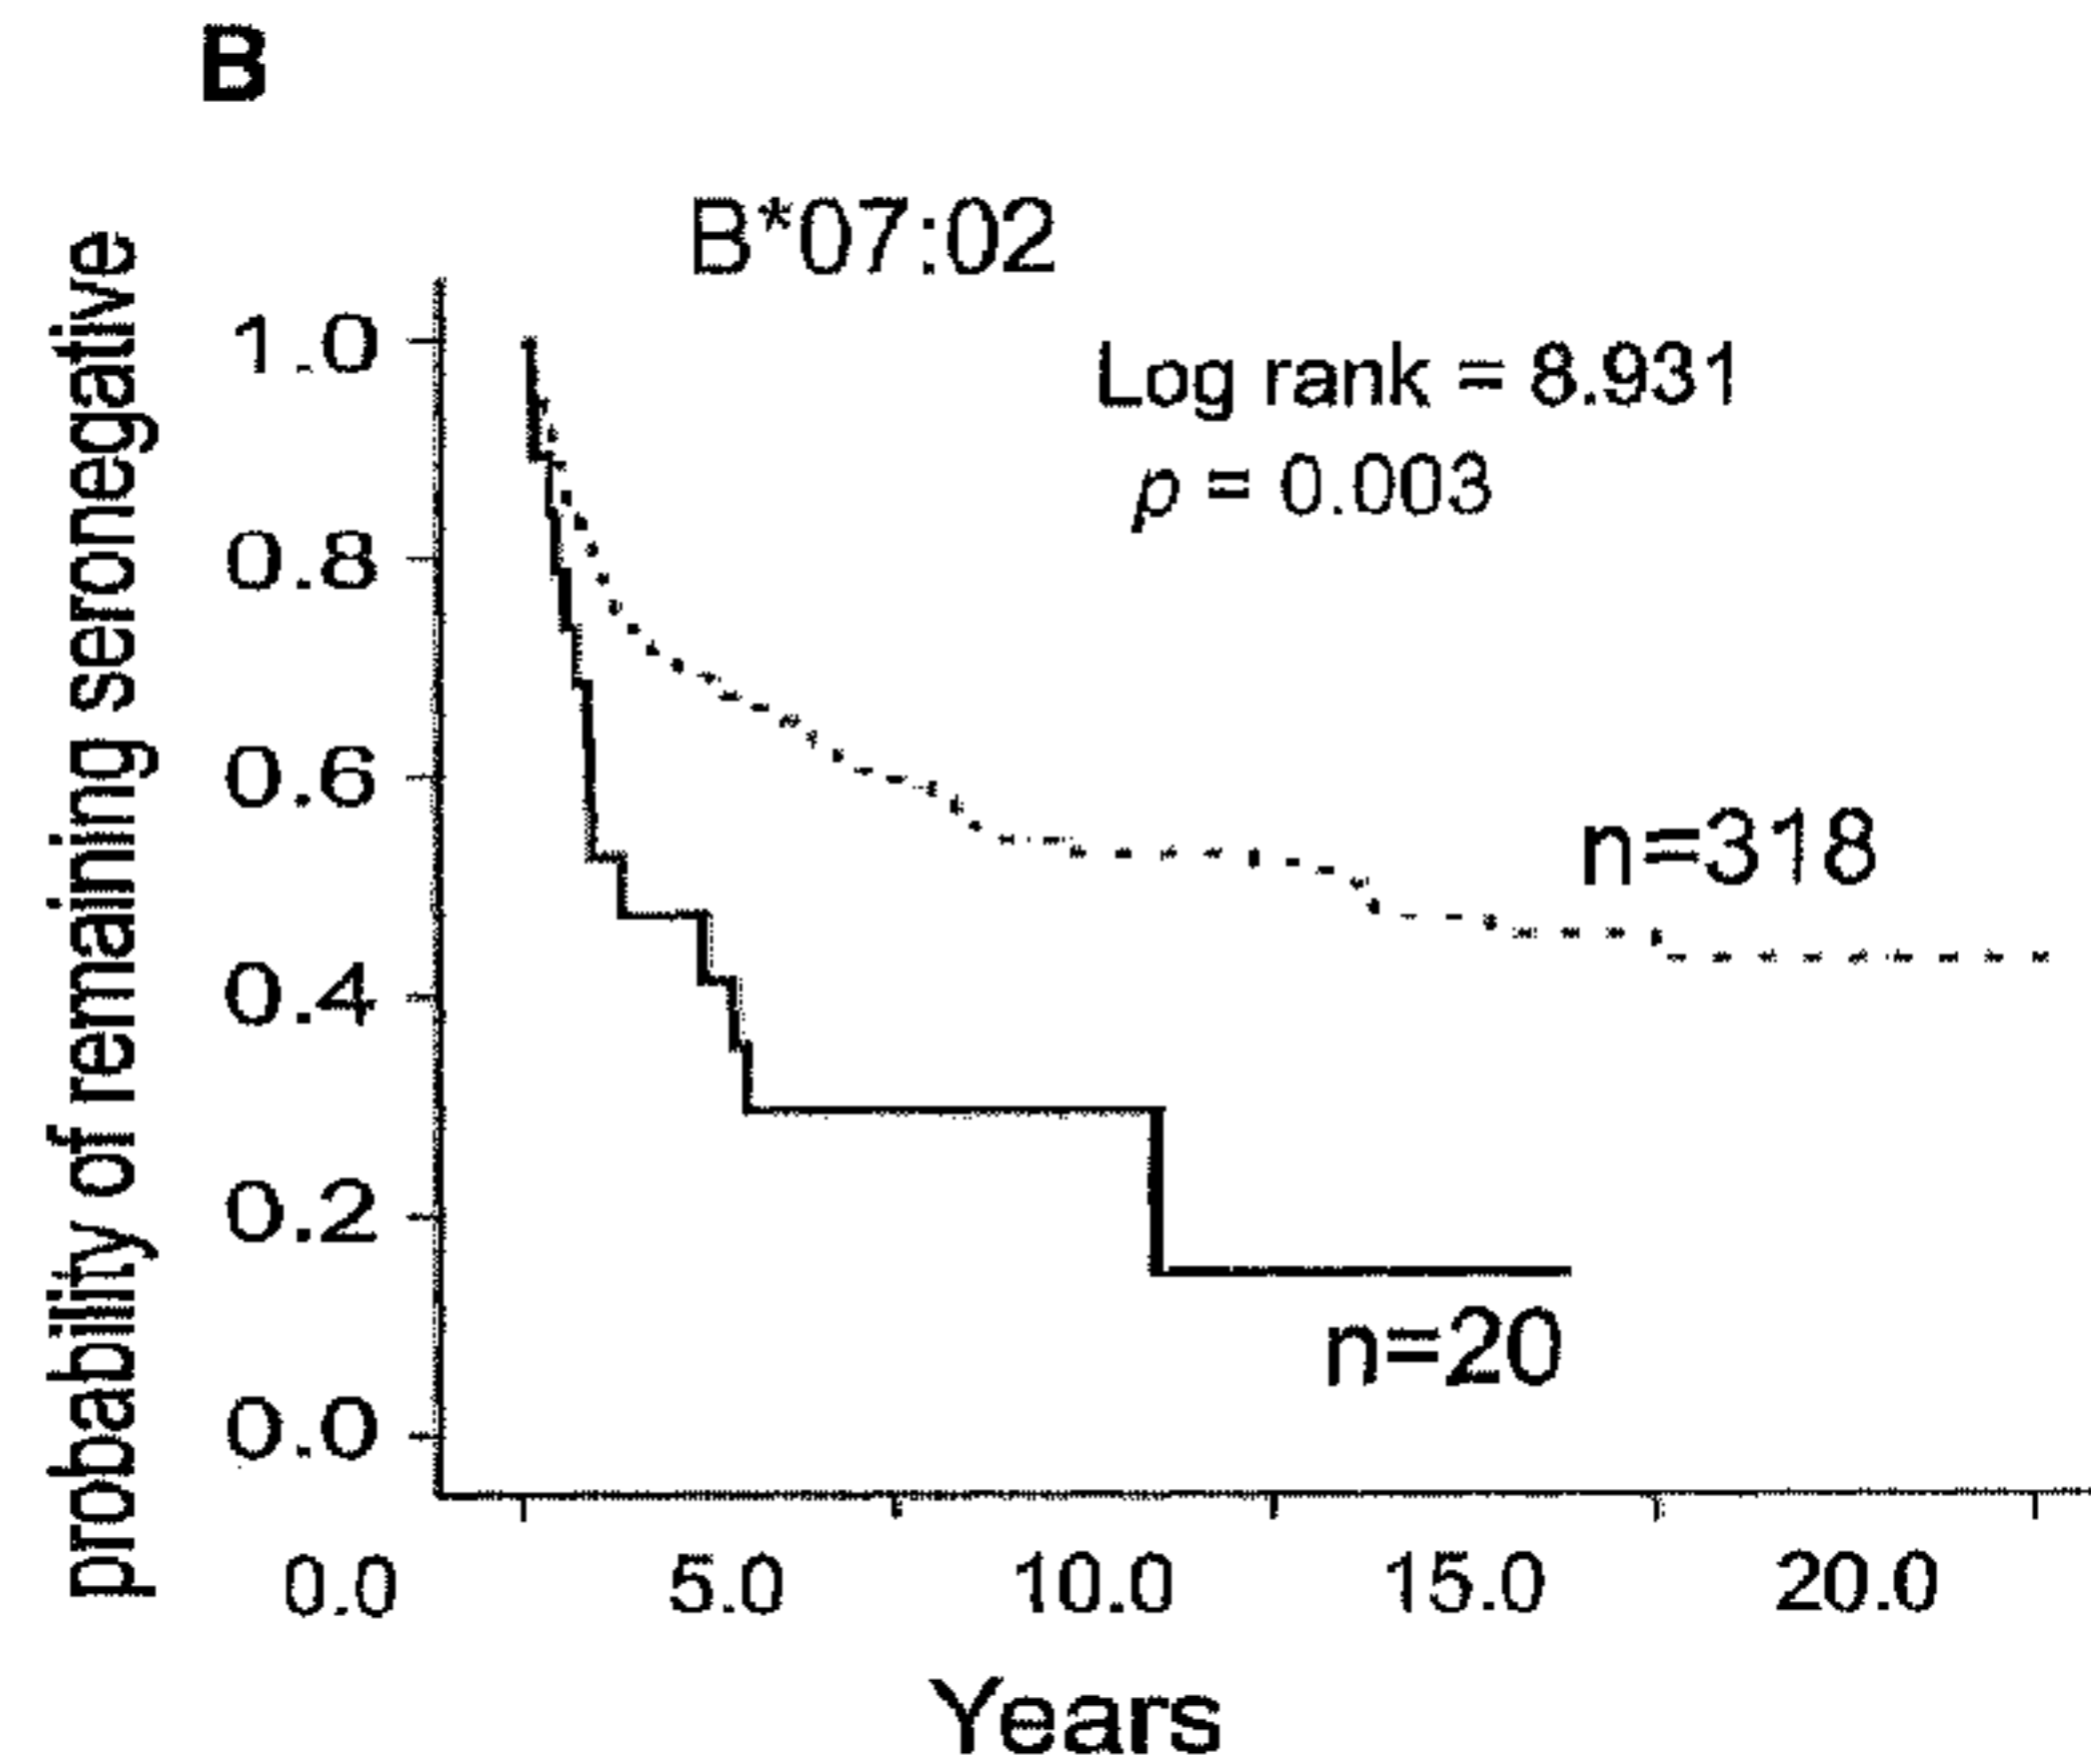 B
B*07:02
Log rank = 8.931
p = 0.003
probability of remaining seronegative
1.0
0.8
0.6
0.4
0.2
0.0
n=318
n=20
0.0 5.0 10.0 15.0 20.0
Years